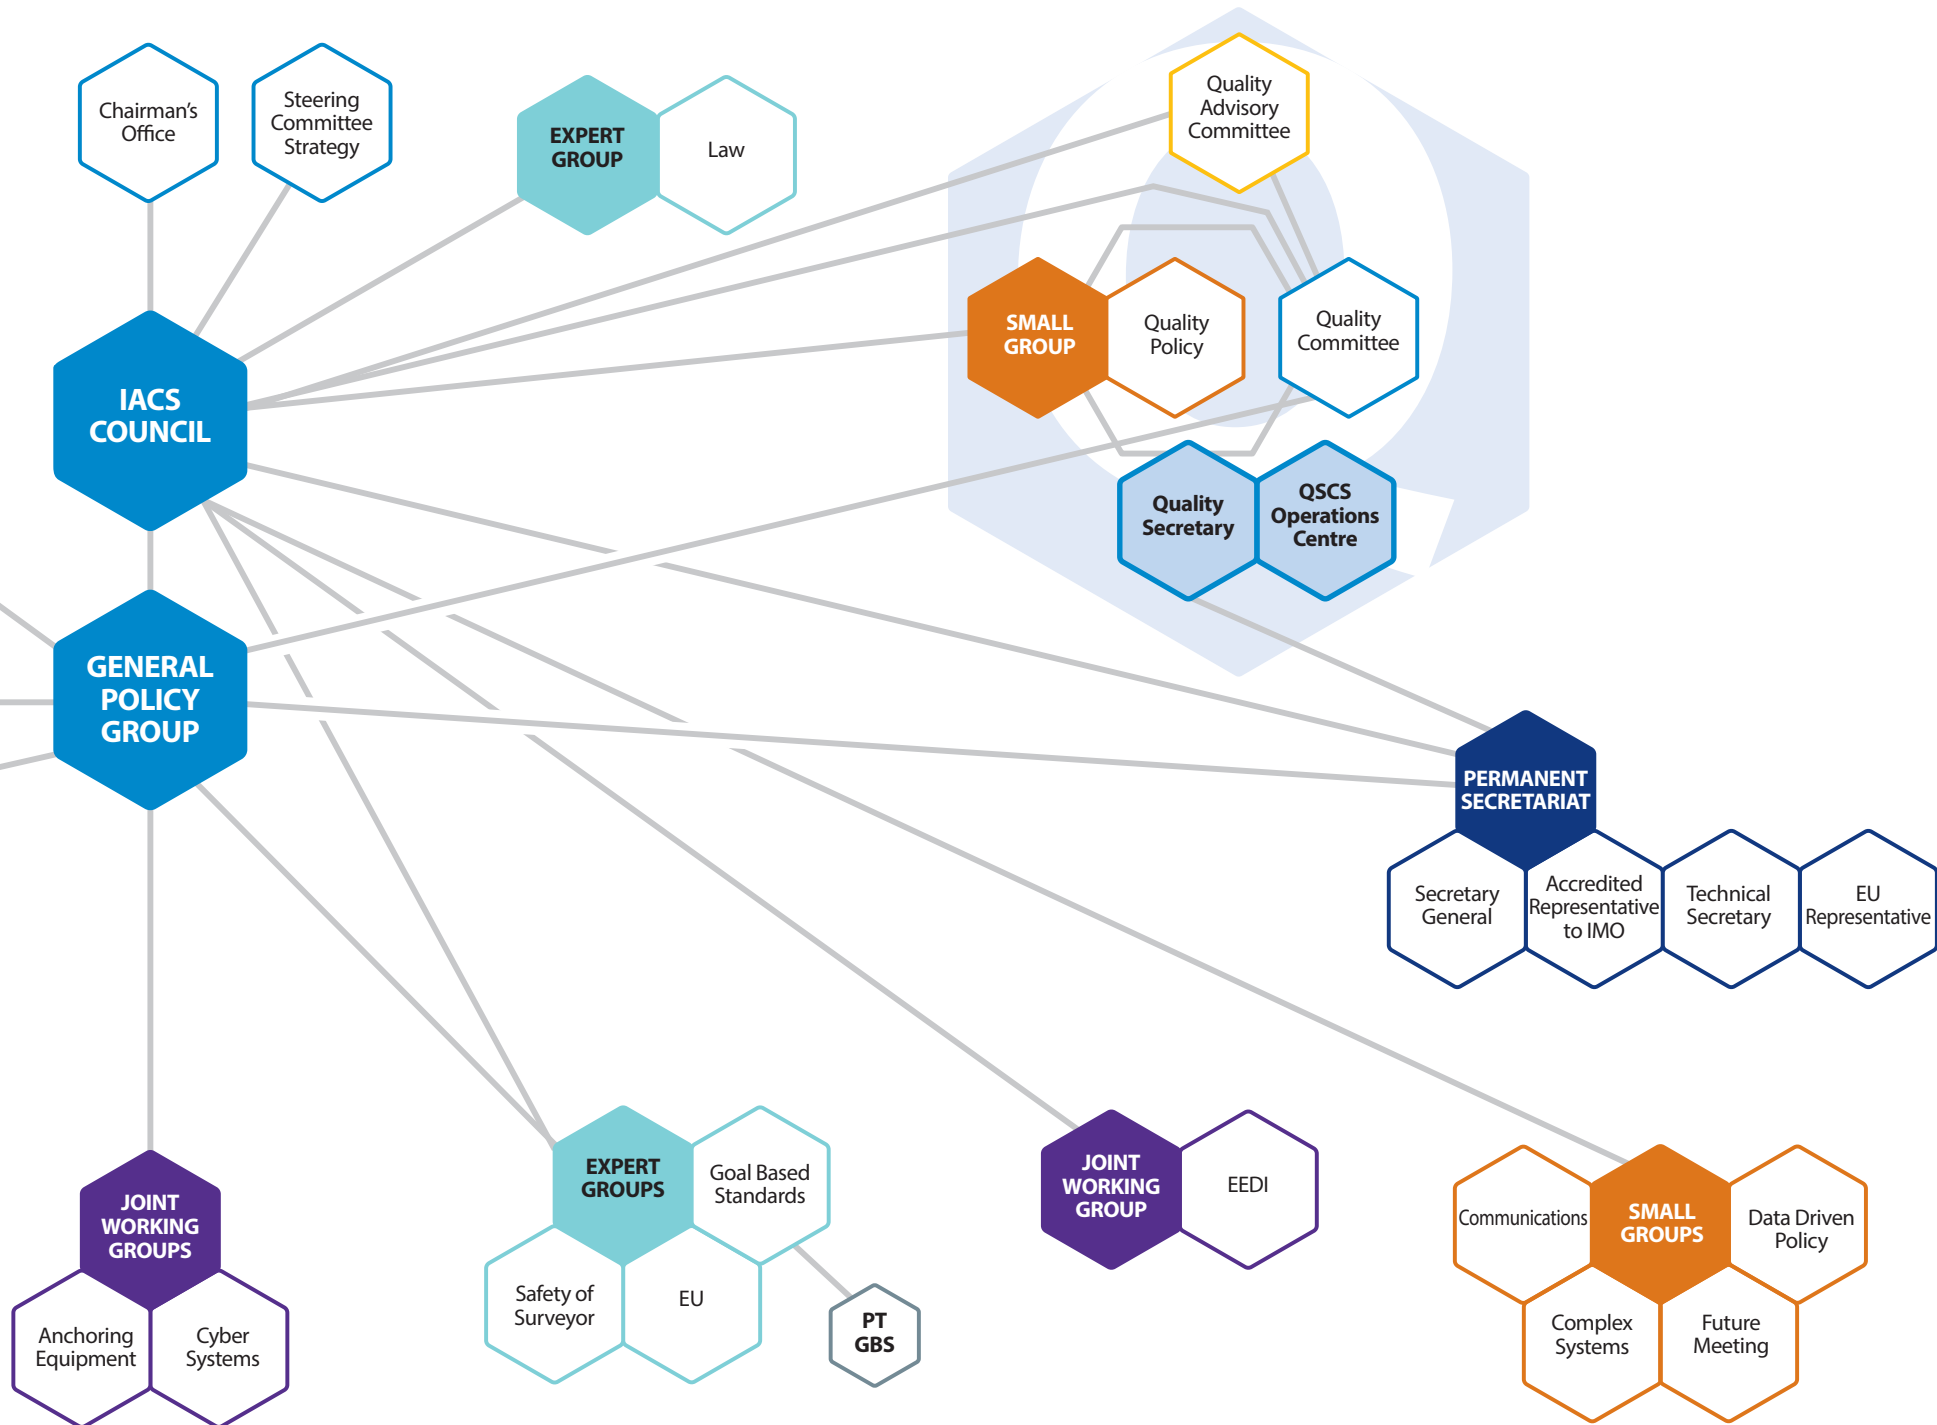 Chairman's
Office
Steering
Committee
Strategy
EXPERT
GROUP
Law
Quality
Advisory
Committee
SMALL
GROUP
Quality
Policy
Quality
Committee
IACS
COUNCIL
Quality
Secretary
QSCS
Operations
Centre
GENERAL
POLICY
GROUP
PERMANENT
SECRETARIAT
Secretary
General
Accredited
Representative
to IMO
Technical
Secretary
EU
Representative
JOINT
WORKING
GROUPS
Anchoring
Equipment
Cyber
Systems
EXPERT
GROUPS
Goal Based
Standards
Safety of
Surveyor
EU
PT
GBS
JOINT
WORKING
GROUP
EEDI
Communications
SMALL
GROUPS
Data Driven
Policy
Complex
Systems
Future
Meeting